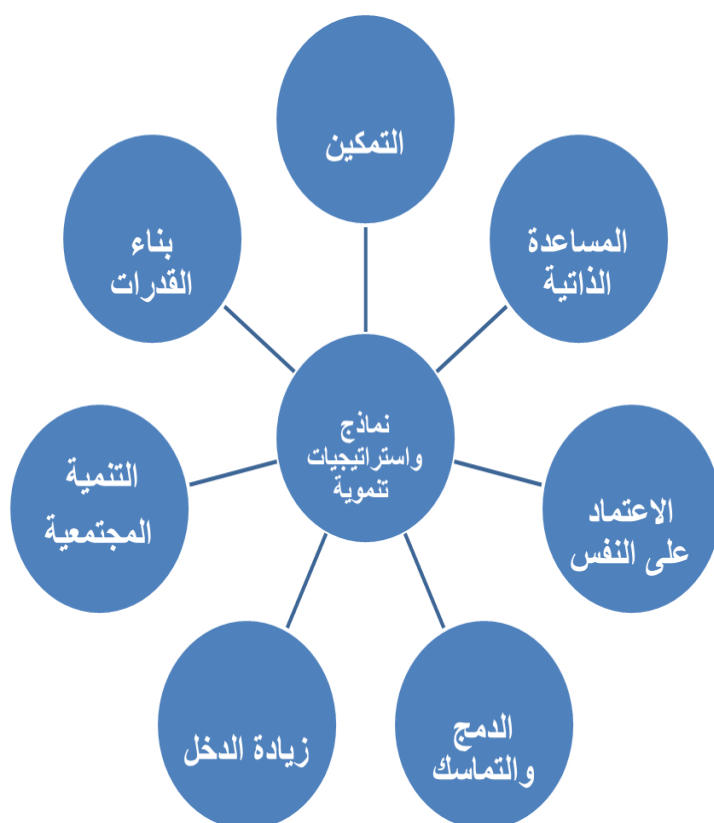 التمكين
المساعدة
الذاتية
الاعتماد
على النفس
الدمج
والتماسك
زيادة الدخل
التنمية
المجتمعية
بناء
القدرات
نماذج
واستراتيجيات
تنموية